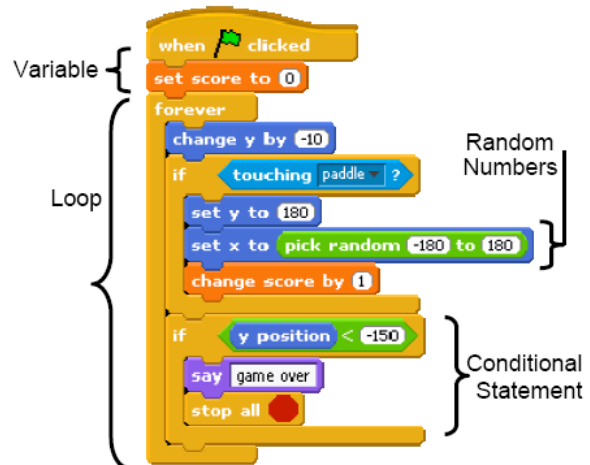 when clicked
Variable
set score to 0
forever
change y by -10
Random
Numbers
if touching paddle ?
Loop
set y to 180
set x to pick random -180 to 180
change score by 1
if y position < -150
Conditional
Statement
say game over
stop all